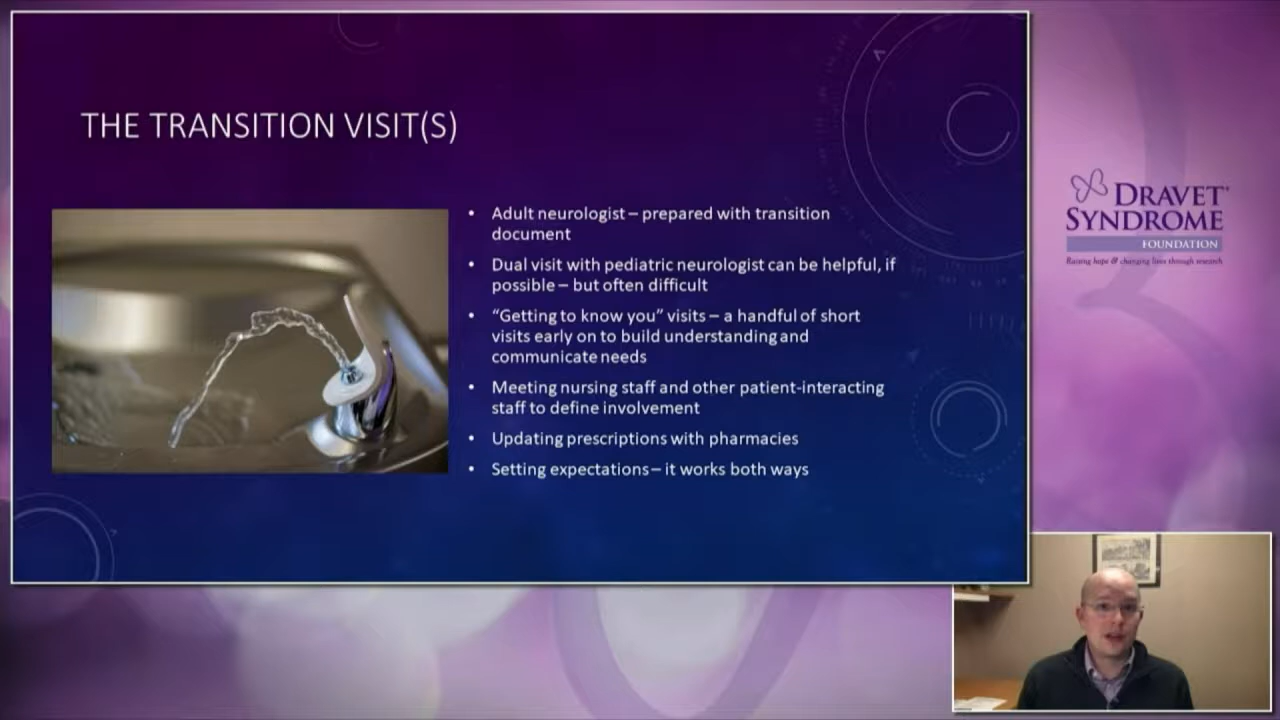 THE TRANSITION VISIT(S)
• Adult neurologist – prepared with transition
document
• Dual visit with pediatric neurologist can be helpful, if
possible – but often difficult
• “Getting to know you” visits – a handful of short
visits early on to build understanding and
communicate needs
• Meeting nursing staff and other patient-interacting
staff to define involvement
• Updating prescriptions with pharmacies
• Setting expectations – it works both ways
DRAVET
SYNDROME
FOUNDATION
Raising hope & changing lives through research